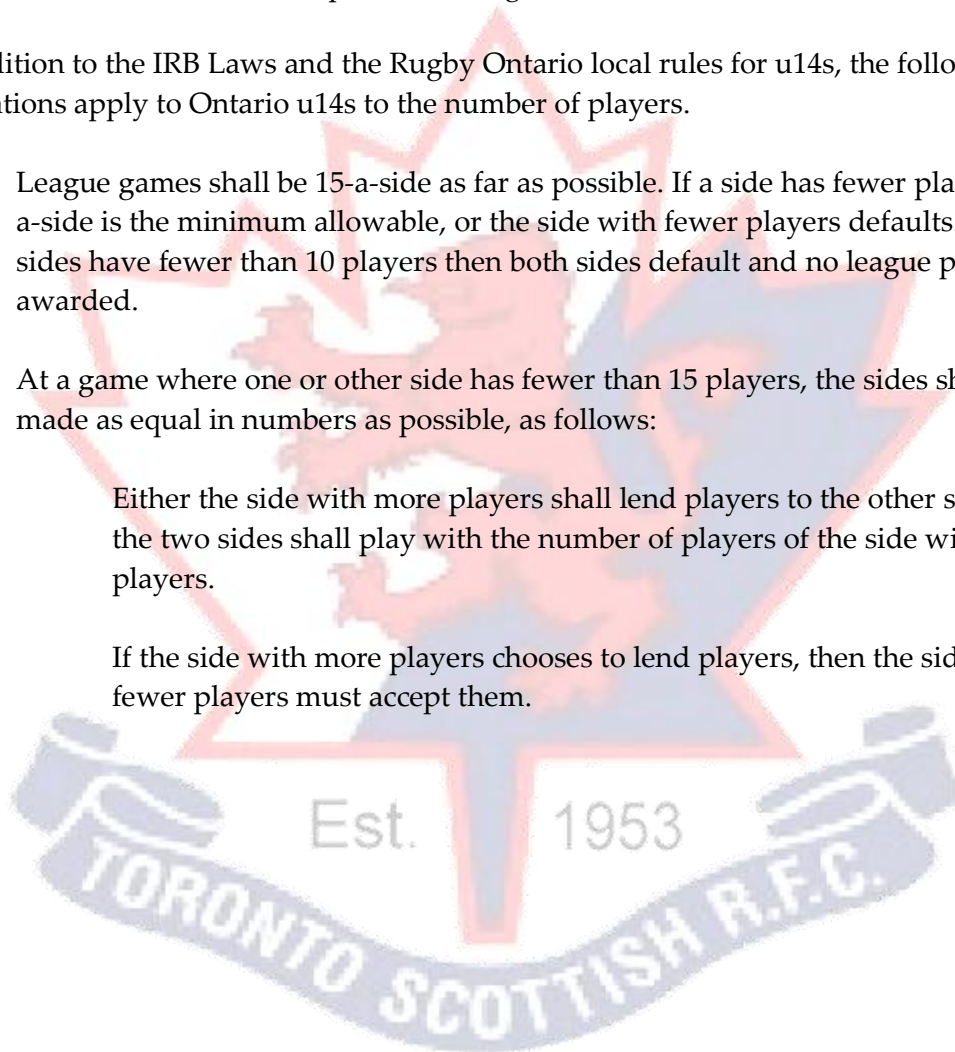 dition to the IRB Laws and the Rugby Ontario local rules for u14s, the follo
ations apply to Ontario u14s to the number of players.
League games shall be 15-a-side as far as possible. If a side has fewer pla
a-side is the minimum allowable, or the side with fewer players defaults.
sides have fewer than 10 players then both sides default and no league p
awarded.
At a game where one or other side has fewer than 15 players, the sides sh
made as equal in numbers as possible, as follows:
Either the side with more players shall lend players to the other s
the two sides shall play with the number of players of the side wi
players.
If the side with more players chooses to lend players, then the sid
fewer players must accept them.
Est. 1953
TORONTO SCOTTISH R.F.C.